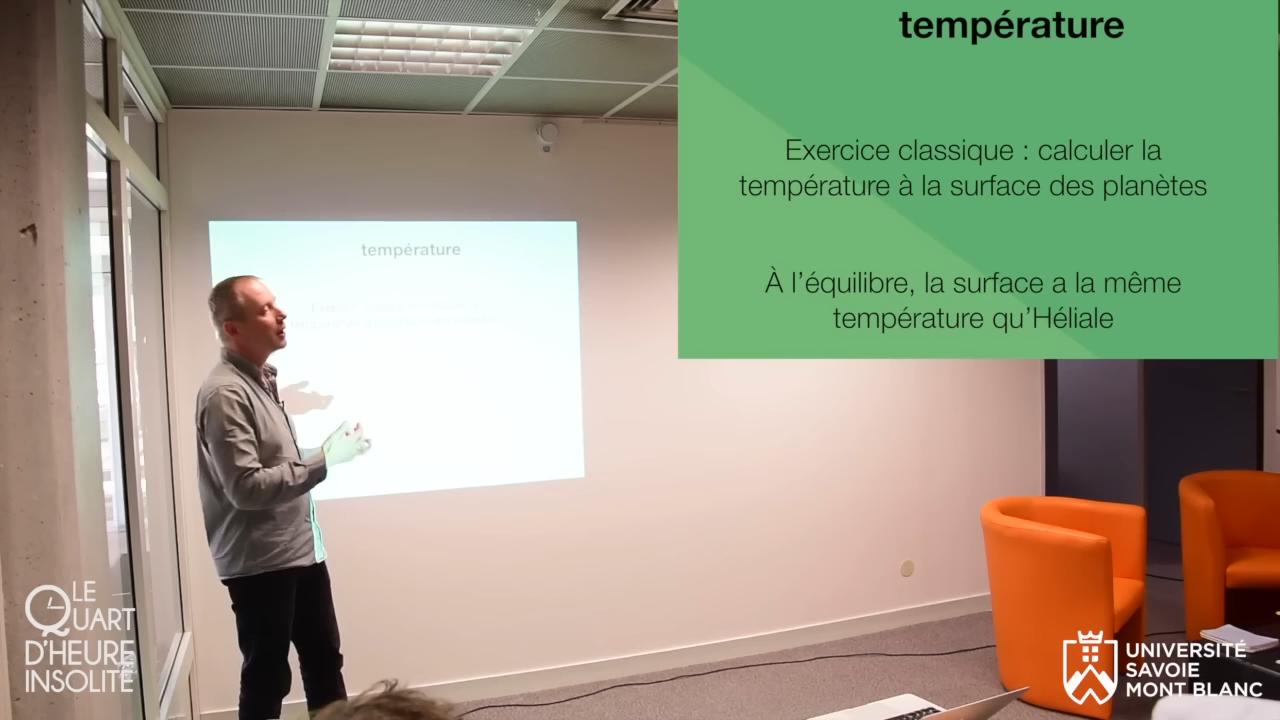 température
Exercice classique : calculer la
température à la surface des planètes
À l'équilibre, la surface a la même
température qu'Héliale
température
LE
QUART
D'HEURE
INSOLITE
UNIVERSITÉ
SAVOIE
MONT BLANC